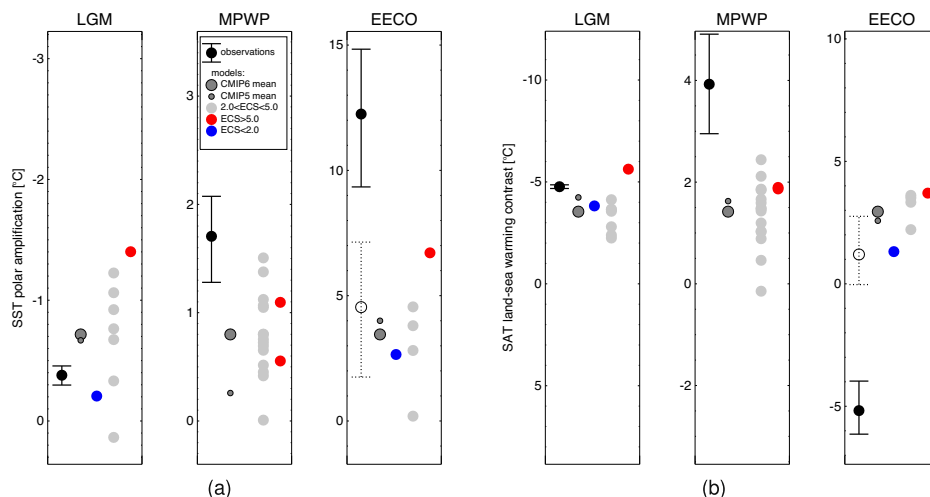 LGM
MPWP
EECO
SST polar amplification [°C]
-3
-2
-1
0
3
2
1
0
observations
models:
CMIP6 mean
CMIP5 mean
2.0<ECS<5.0
ECS>5.0
ECS<2.0
15
10
5
0
(a)
LGM
MPWP
EECO
SAT land-sea warming contrast [°C]
-10
-5
0
5
4
2
0
-2
10
5
0
-5
(b)